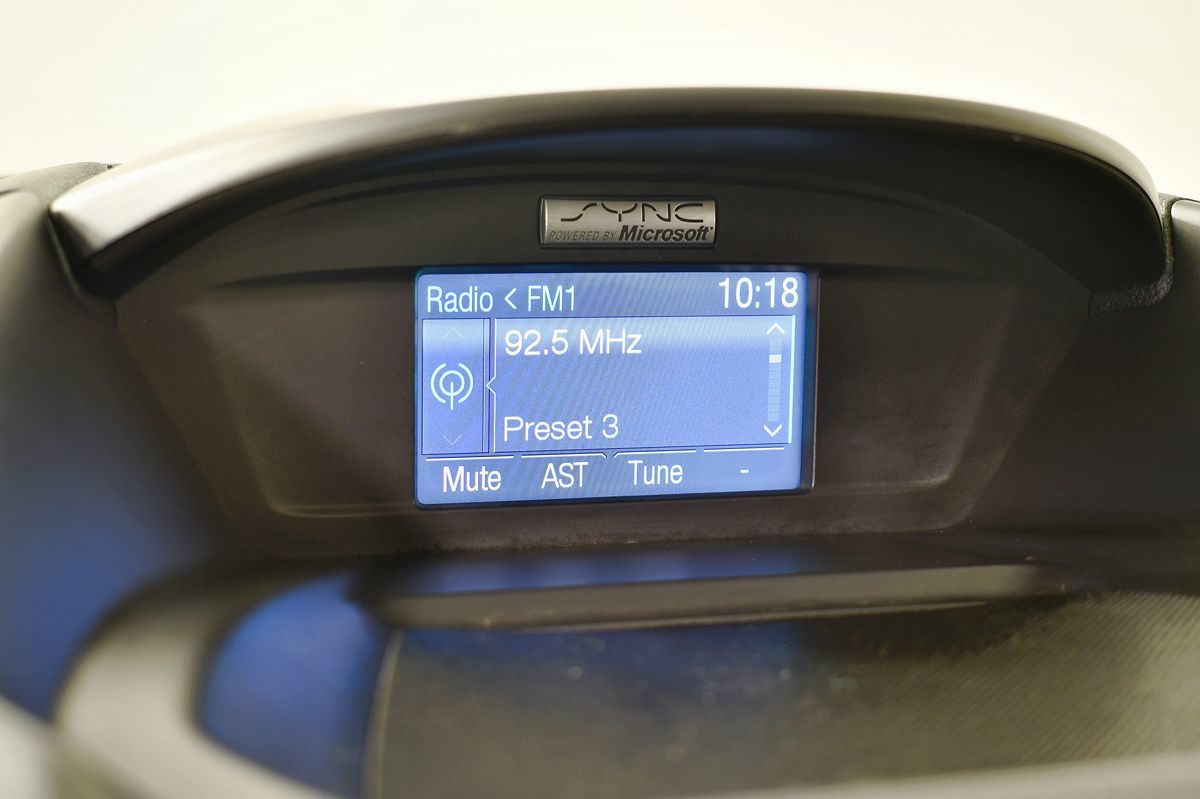 SYNC
POWERED BY Microsoft
Radio < FM1 10:18
92.5 MHz
Preset 3
Mute AST Tune -